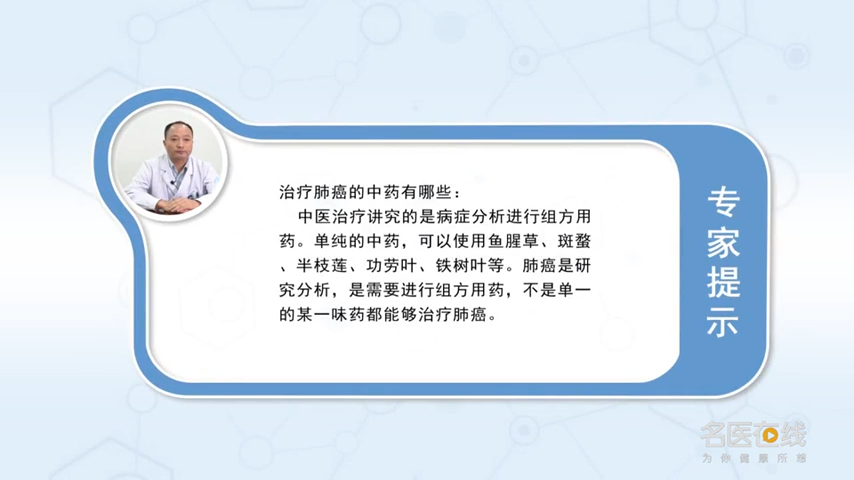 治疗肺癌的中药有哪些：
中医治疗讲究的是病症分析进行组方用
药。单纯的中药，可以使用鱼腥草、斑蝥
、半枝莲、功劳叶、铁树叶等。肺癌是研
究分析，是需要进行组方用药，不是单一
的某一味药都能够治疗肺癌。
专家提示
名医在线
为你健康所想